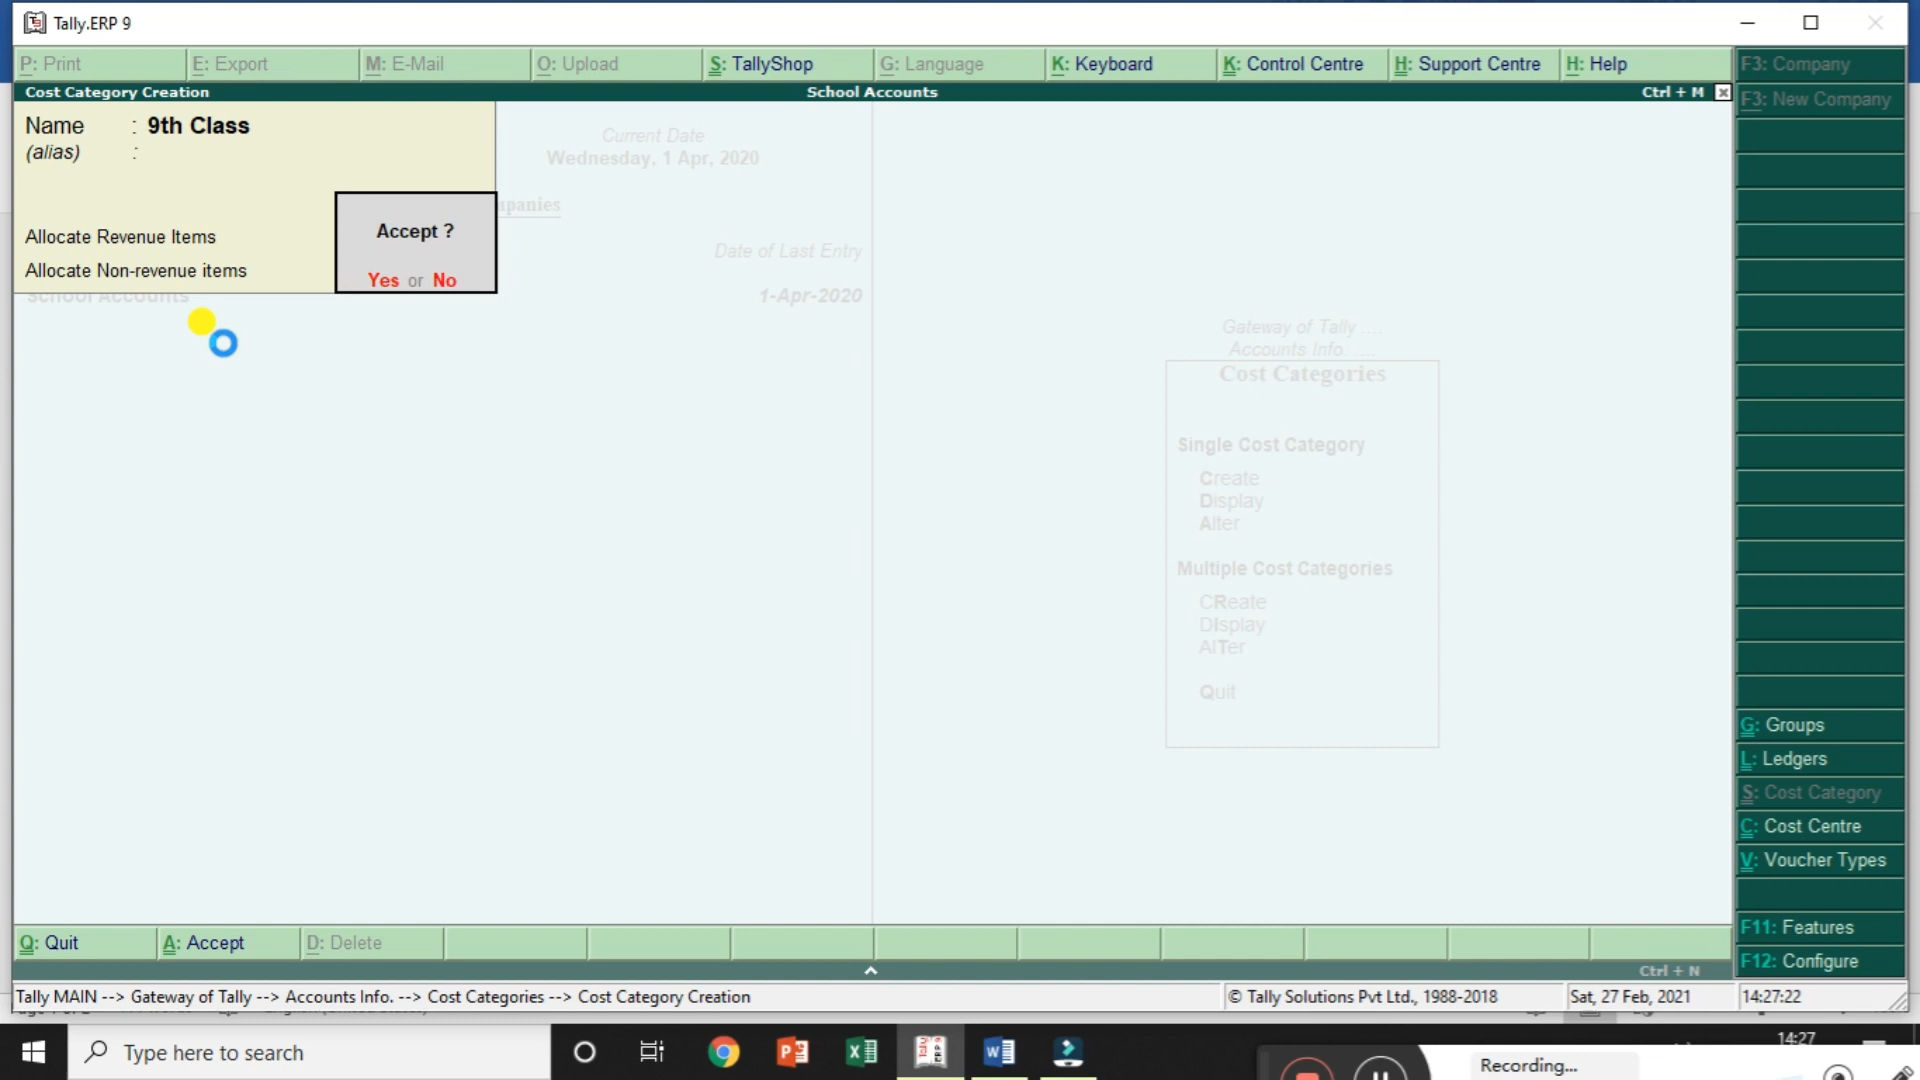 Tally.ERP 9
P: Print E: Export M: E-Mail O: Upload S: TallyShop G: Language K: Keyboard K: Control Centre H: Support Centre H: Help F3: Company
Cost Category Creation School Accounts Ctrl + M F3: New Company
Name : 9th Class
(alias) :
Current Date
Wednesday, 1 Apr, 2020
Accept ?
Yes or No
Allocate Revenue Items
Allocate Non-revenue items
Date of Last Entry
School Accounts 1-Apr-2020
Gateway of Tally ....
Accounts Info. ....
Cost Categories
Single Cost Category
Create
Display
Alter
Multiple Cost Categories
CReate
DIsplay
AlTer
Quit
G: Groups
L: Ledgers
S: Cost Category
C: Cost Centre
V: Voucher Types
F11: Features
F12: Configure
Q: Quit A: Accept D: Delete
Ctrl + N
Tally MAIN --> Gateway of Tally --> Accounts Info. --> Cost Categories --> Cost Category Creation © Tally Solutions Pvt Ltd., 1988-2018 Sat, 27 Feb, 2021 14:27:22
Type here to search
14:27
Recording...